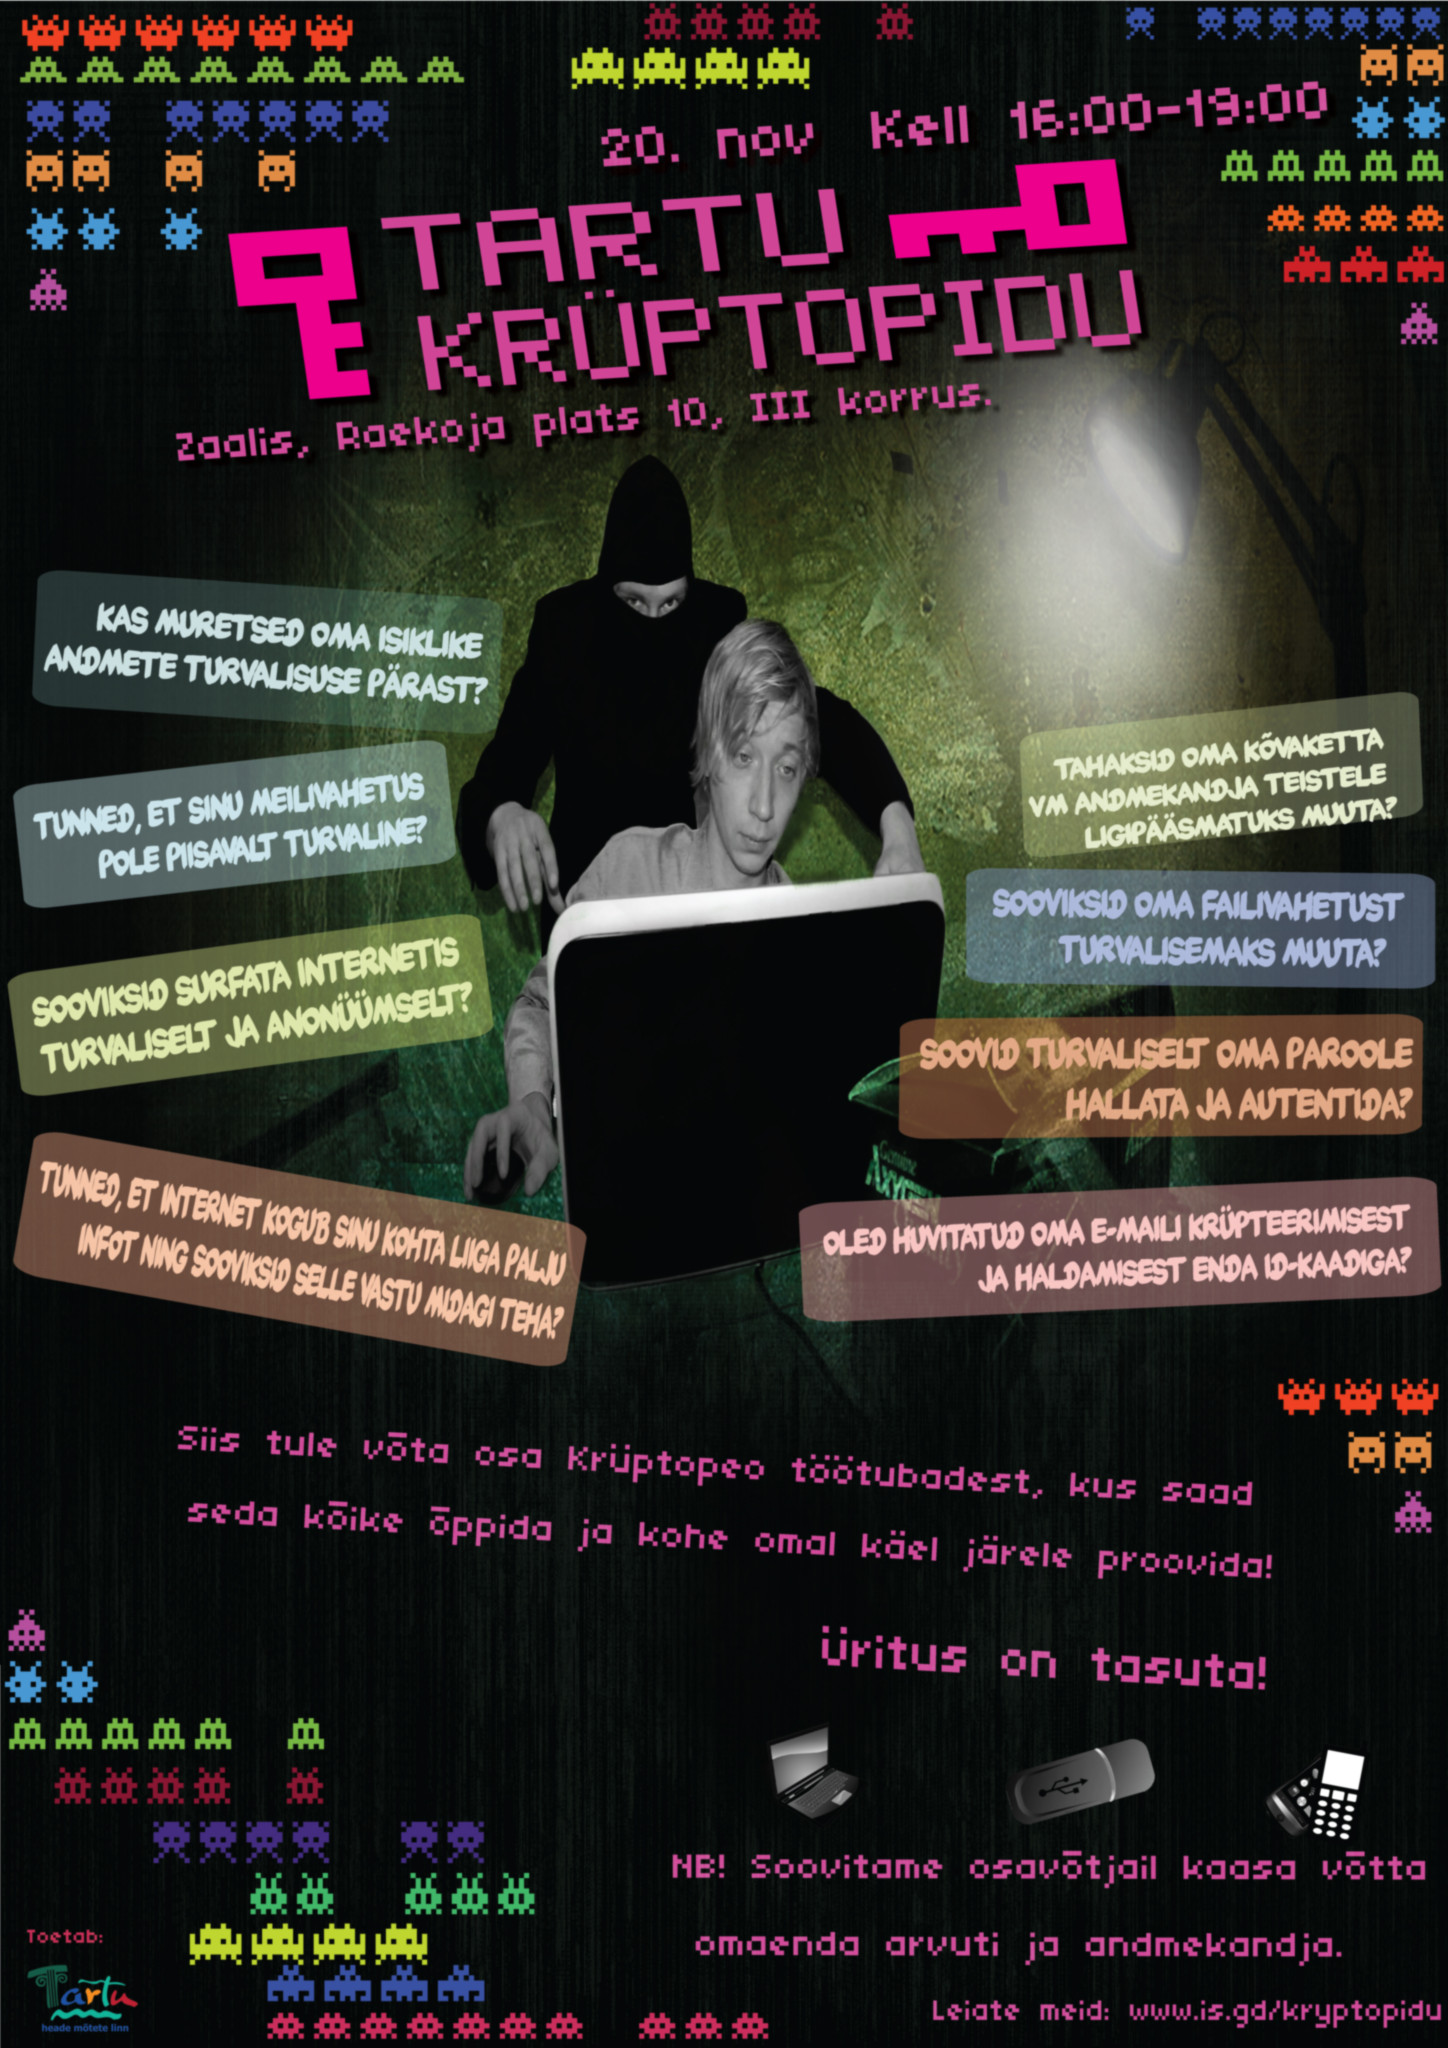 20. nov Kell 16:00-19:00
TARTU
KRÜPTOPIDU
Zaalis, Raekoja plats 10, III korrus.
KAS MURETSED OMA ISIKLIKE
ANDMETE TURVALISUSE PÄRAST?
TUNNED, ET SINU MEILIVAHETUS
POLE PIISAVALT TURVALINE?
SOOVIKSID SURFATA INTERNETIS
TURVALISELT JA ANONÜÜMSELT?
TUNNED, ET INTERNET KOGUB SINU KOHTA LIIGA PALJU
INFOT NING SOOVIKSID SELLE VASTU MIDAGI TEHA?
TAHAKSID OMA KÕVAKETTA
VM ANDMEKANDJA TEISTELE
LIGIPÄÄSMATUKS MUUTA?
SOOVIKSID OMA FAILIVAHETUST
TURVALISEMAKS MUUTA?
SOOVID TURVALISELT OMA PAROOLE
HALLATA JA AUTENTIDA?
OLED HUVITATUD OMA E-MAILI KRÜPTEERIMISEST
JA HALDAMISEST ENDA ID-KAADIGA?
Siis tule võta osa Krüptopeo töötubadest, kus saad
seda kõike õppida ja kohe omal käel järele proovida!
Üritus on tasuta!
NB! Soovitame osavõtjail kaasa võtta
omaenda arvuti ja andmekandja.
Leiate meid: www.is.gd/kryptopidu
Toetab:
Tartu
heade mõtete linn